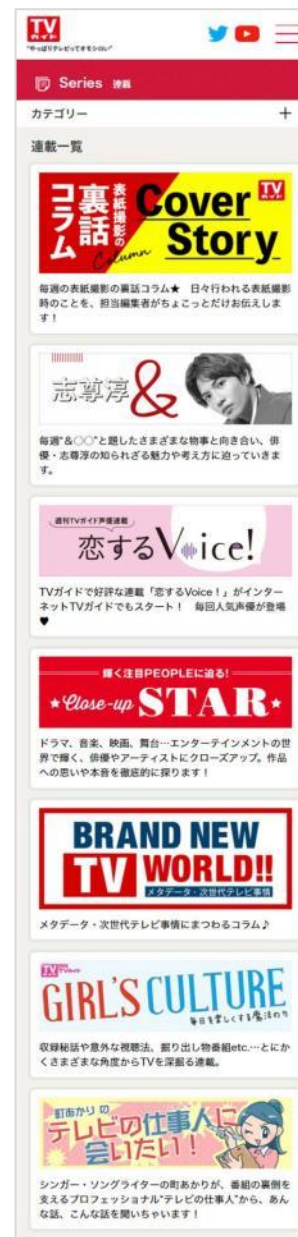 TV
ガイド
"やっぱりテレビってオモシロい"
Series 連載
カテゴリー +
連載一覧
コラム
裏話
表紙撮影の
Column
Cover
Story
TV
ガイド
毎週の表紙撮影の裏話コラム★ 日々行われる表紙撮影
時のことを、担当編集者がちょこっとだけお伝えしま
す！
志尊淳&
毎週"&○○"と題したさまざまな物事と向き合い、俳
優・志尊淳の知られざる魅力や考え方に迫っていきま
す。
週刊TVガイド声優連載
恋するVoice!
TVガイドで好評な連載「恋するVoice！」がインター
ネットTVガイドでもスタート！ 毎回人気声優が登場
♥
輝く注目PEOPLEに迫る!
★Close-up STAR★
ドラマ、音楽、映画、舞台…エンターテインメントの世
界で輝く、俳優やアーティストにクローズアップ。作品
への思いや本音を徹底的に探ります！
BRAND NEW
TV WORLD!!
メタデータ・次世代テレビ事情
メタデータ・次世代テレビ事情にまつわるコラム♪
GIRL'S CULTURE
毎日を楽しくする魔法のり
収録秘話や意外な視聴法、掘り出し物番組etc.…とにか
くさまざまな角度からTVを深掘る連載。
町あかりの
テレビの仕事人に
会いたい！
シンガー・ソングライターの町あかりが、番組の裏側を
支えるプロフェッショナル"テレビの仕事人"から、あん
な話、こんな話を聞いちゃいます！